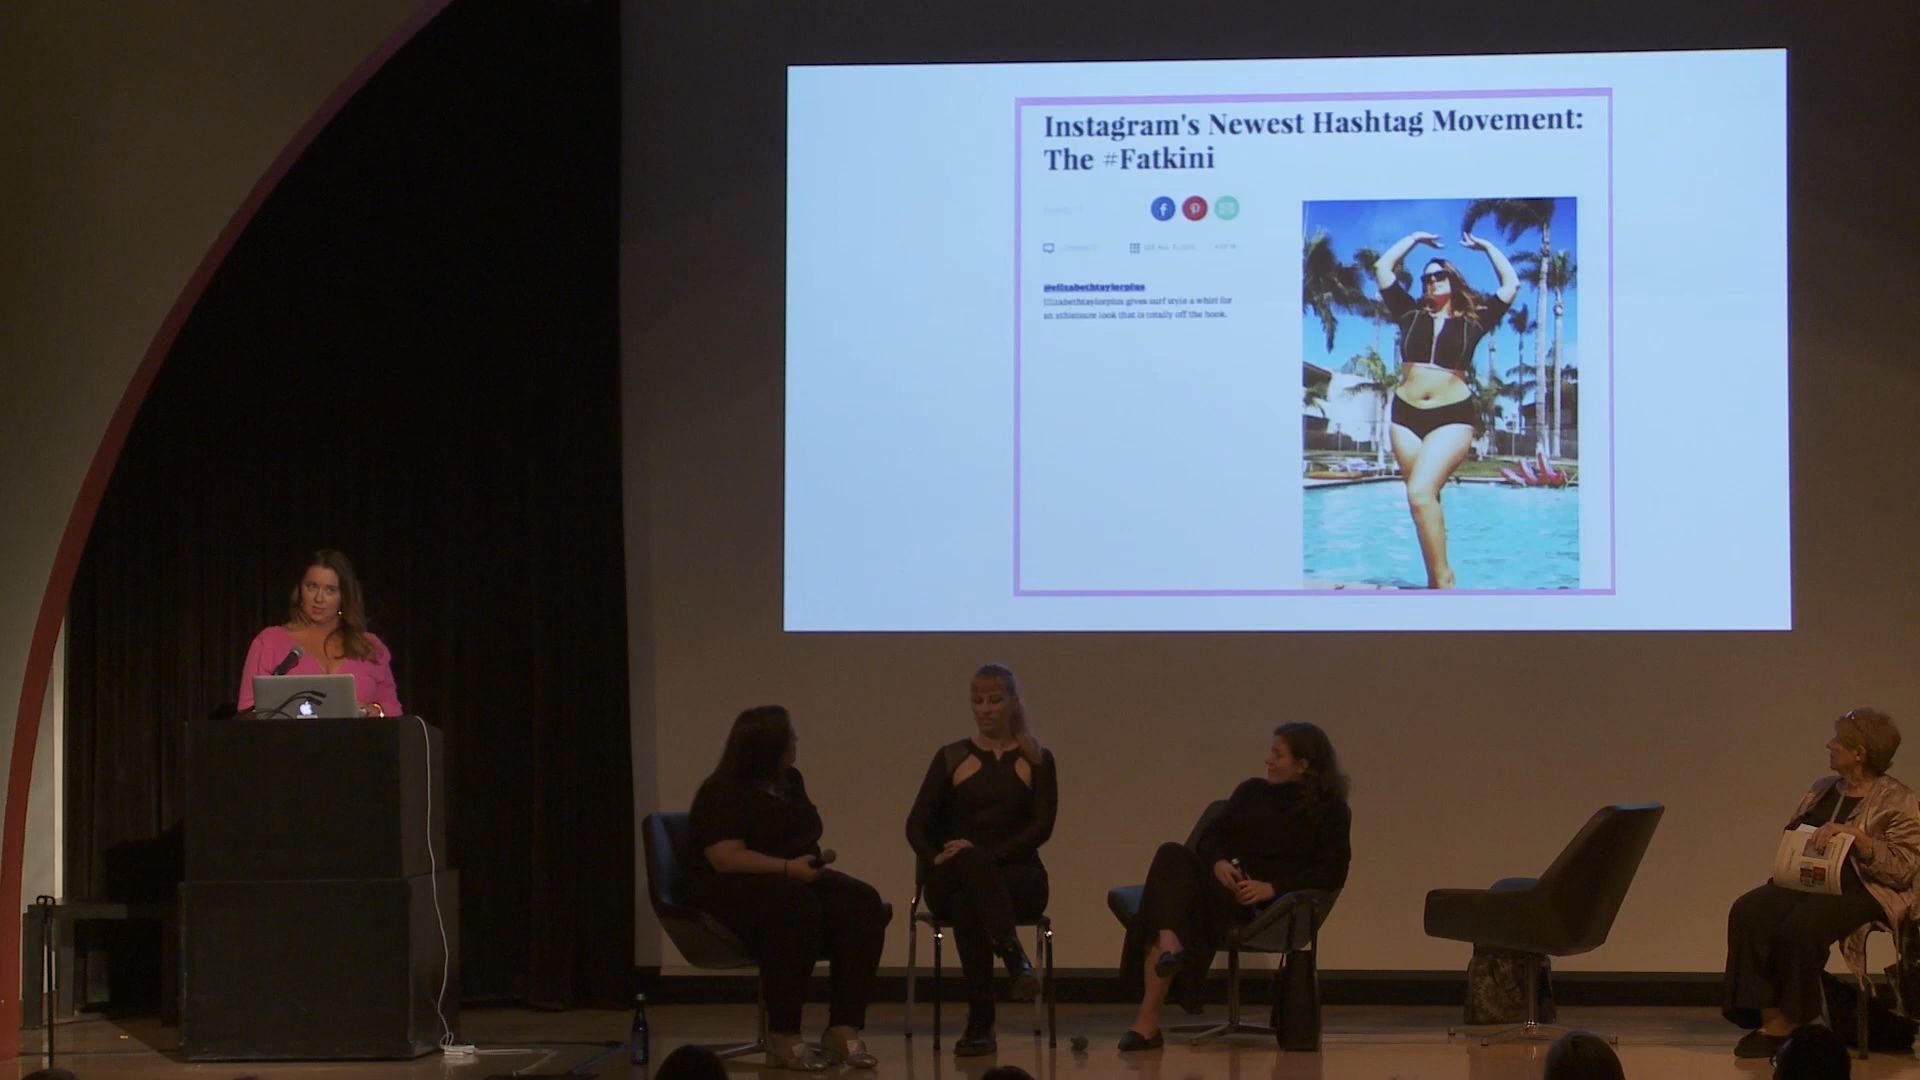 Instagram's Newest Hashtag Movement:
The #Fatkini
@elizabethtaylorplus
Elizabethtaylorplus gives surf style a whirl for
an athleisure look that is totally off the hook.